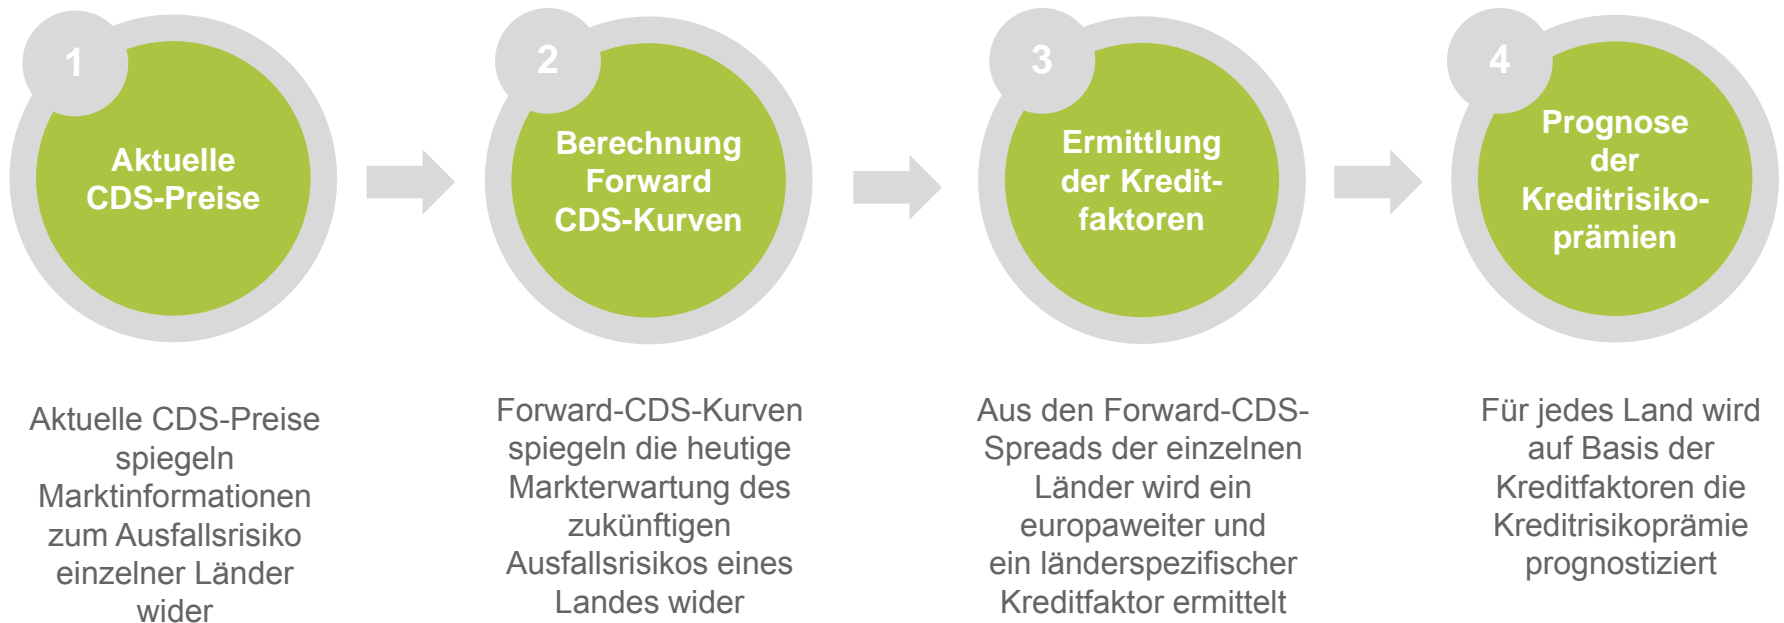 1
Aktuelle
CDS-Preise
Aktuelle CDS-Preise
spiegeln
Marktinformationen
zum Ausfallsrisiko
einzelner Länder
wider
2
Berechnung
Forward
CDS-Kurven
Forward-CDS-Kurven
spiegeln die heutige
Markterwartung des
zukünftigen
Ausfallsrisikos eines
Landes wider
3
Ermittlung
der Kredit-
faktoren
Aus den Forward-CDS-
Spreads der einzelnen
Länder wird ein
europaweiter und
ein länderspezifischer
Kreditfaktor ermittelt
4
Prognose
der
Kreditrisiko-
prämien
Für jedes Land wird
auf Basis der
Kreditfaktoren die
Kreditrisikoprämie
prognostiziert